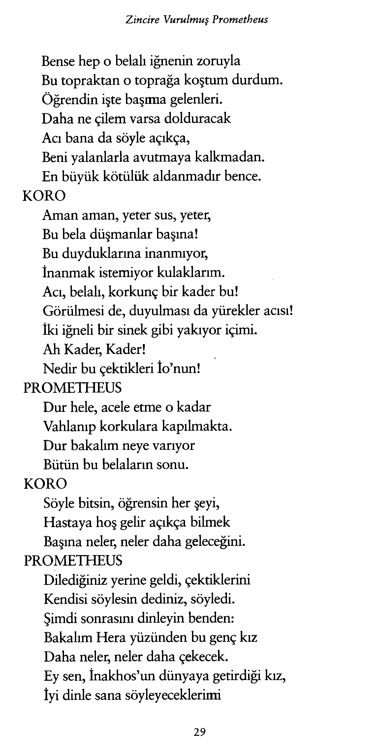 Zincire Vurulmuş Prometheus
Bense hep o belalı iğnenin zoruyla
Bu topraktan o toprağa koştum durdum.
Öğrendin işte başıma gelenleri.
Daha ne çilem varsa dolduracak
Acı bana da söyle açıkça,
Beni yalanlarla avutmaya kalkmadan.
En büyük kötülük aldanmadır bence.
KORO
Aman aman, yeter sus, yeter,
Bu bela düşmanlar başına!
Bu duyduklarına inanmıyor,
İnanmak istemiyor kulaklarım.
Acı, belalı, korkunç bir kader bu!
Görülmesi de, duyulması da yürekler acısı!
İki iğneli bir sinek gibi yakıyor içimi.
Ah Kader, Kader!
Nedir bu çektikleri İo'nun!
PROMETHEUS
Dur hele, acele etme o kadar
Vahlanıp korkulara kapılmakta.
Dur bakalım neye varıyor
Bütün bu belaların sonu.
KORO
Söyle bitsin, öğrensin her şeyi,
Hastaya hoş gelir açıkça bilmek
Başına neler, neler daha geleceğini.
PROMETHEUS
Dilediğiniz yerine geldi, çektiklerini
Kendisi söylesin dediniz, söyledi.
Şimdi sonrasını dinleyin benden:
Bakalım Hera yüzünden bu genç kız
Daha neler, neler daha çekecek.
Ey sen, İnakhos'un dünyaya getirdiği kız,
İyi dinle sana söyleyeceklerimi
29